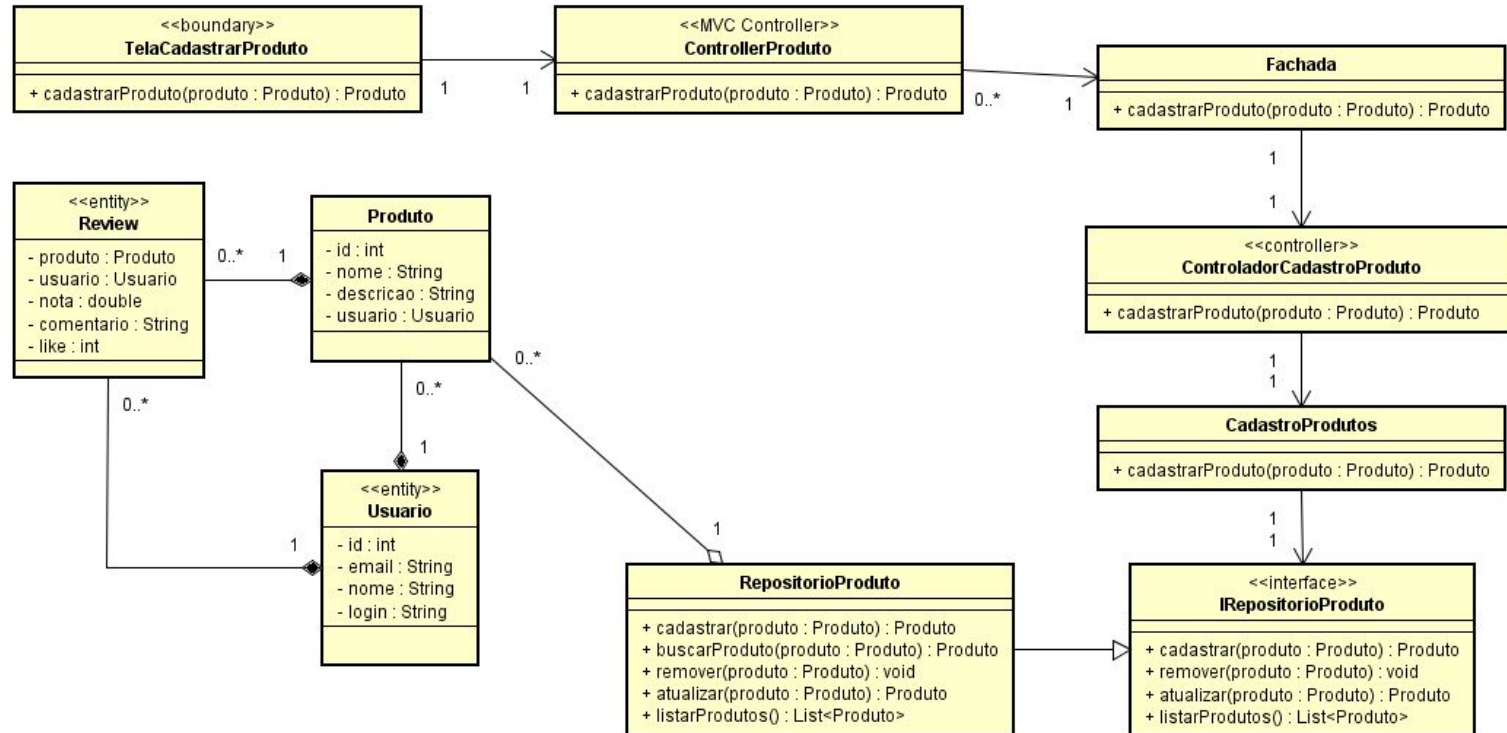 <<boundary>>
TelaCadastrarProduto
+ cadastrarProduto(produto : Produto) : Produto
1
1
<<MVC Controller>>
ControllerProduto
+ cadastrarProduto(produto : Produto) : Produto
0..*
1
Fachada
+ cadastrarProduto(produto : Produto) : Produto
1
1
<<entity>>
Review
- produto : Produto
- usuario : Usuario
- nota : double
- comentario : String
- like : int
0..*
1
Produto
- id : int
- nome : String
- descricao : String
- usuario : Usuario
<<controller>>
ControladorCadastroProduto
+ cadastrarProduto(produto : Produto) : Produto
0..*
0..*
0..*
1
1
1
CadastroProdutos
+ cadastrarProduto(produto : Produto) : Produto
<<entity>>
Usuario
- id : int
- email : String
- nome : String
- login : String
1
1
1
1
RepositorioProduto
+ cadastrar(produto : Produto) : Produto
+ buscarProduto(produto : Produto) : Produto
+ remover(produto : Produto) : void
+ atualizar(produto : Produto) : Produto
+ listarProdutos() : List<Produto>
<<interface>>
IRepositorioProduto
+ cadastrar(produto : Produto) : Produto
+ remover(produto : Produto) : void
+ atualizar(produto : Produto) : Produto
+ listarProdutos() : List<Produto>